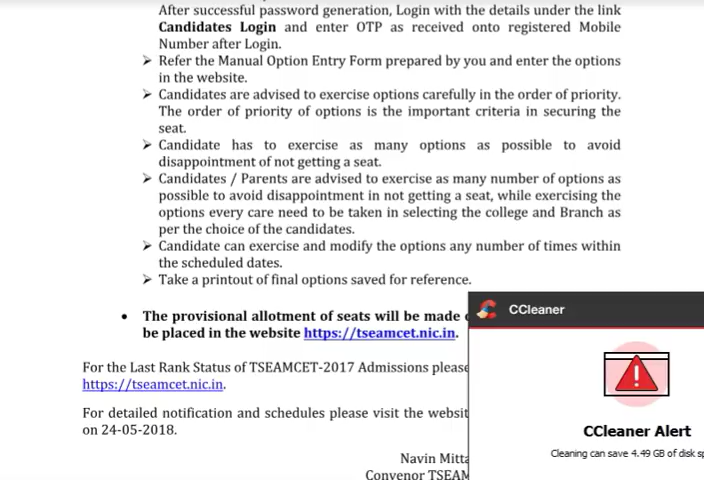 After successful password generation, Login with the details under the link
Candidates Login and enter OTP as received onto registered Mobile
Number after Login.
➢ Refer the Manual Option Entry Form prepared by you and enter the options
in the website.
➢ Candidates are advised to exercise options carefully in the order of priority.
The order of priority of options is the important criteria in securing the
seat.
➢ Candidate has to exercise as many options as possible to avoid
disappointment of not getting a seat.
➢ Candidates / Parents are advised to exercise as many number of options as
possible to avoid disappointment in not getting a seat, while exercising the
options every care need to be taken in selecting the college and Branch as
per the choice of the candidates.
➢ Candidate can exercise and modify the options any number of times within
the scheduled dates.
➢ Take a printout of final options saved for reference.
• The provisional allotment of seats will be made
be placed in the website https://tseamcet.nic.in.
For the Last Rank Status of TSEAMCET-2017 Admissions please
https://tseamcet.nic.in.
For detailed notification and schedules please visit the websit
on 24-05-2018.
Navin Mitta
Convenor TSEAM
CCleaner
CCleaner Alert
Cleaning can save 4.49 GB of disk sp